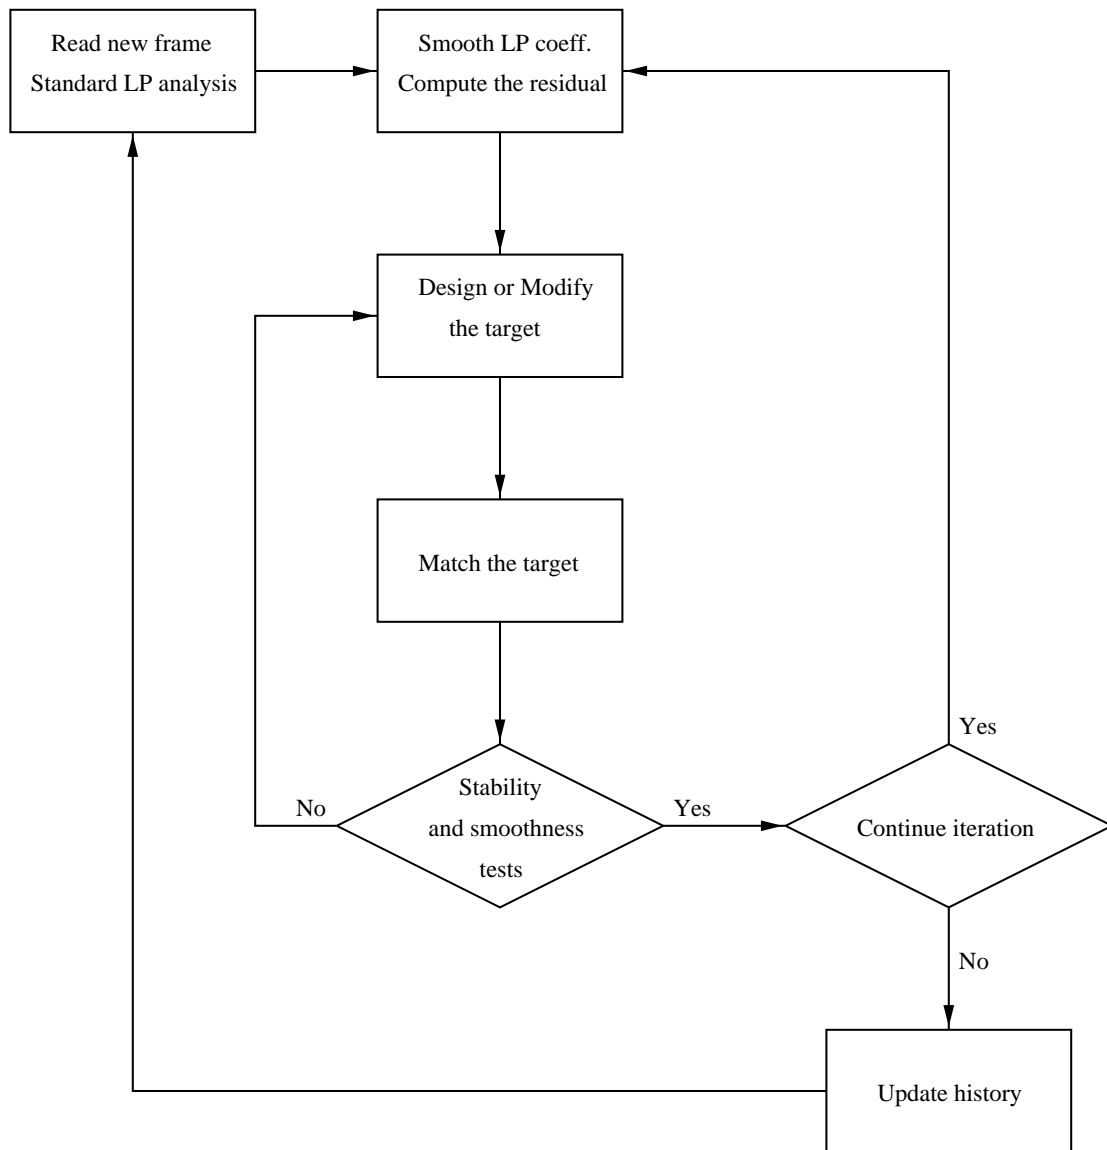 Read new frame
Standard LP analysis
Smooth LP coeff.
Compute the residual
Design or Modify
the target
Match the target
Stability
and smoothness
tests
No
Yes
Continue iteration
Yes
No
Update history